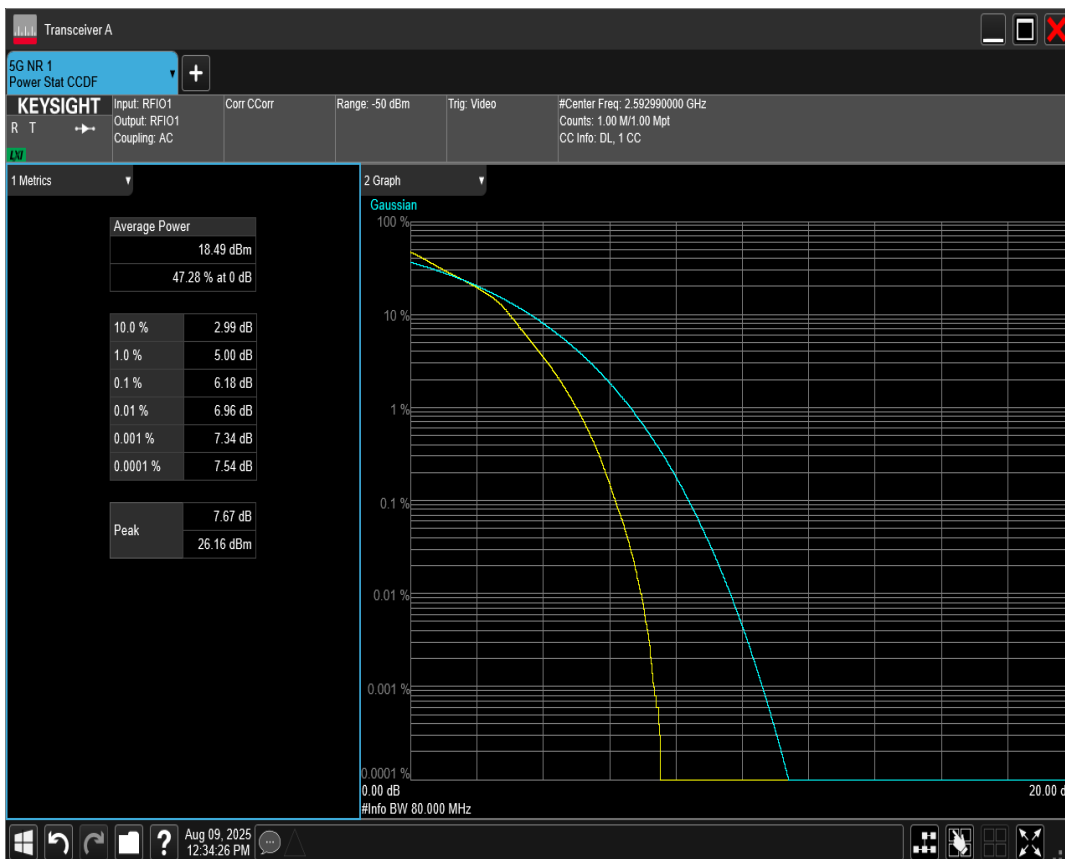 Transceiver A
5G NR 1
Power Stat CCDF
+
KEYSIGHT
R T
LXI
Input: RFIO1
Output: RFIO1
Coupling: AC
Corr CCorr
Range: -50 dBm
Trig: Video
#Center Freq: 2.592990000 GHz
Counts: 1.00 M/1.00 Mpt
CC Info: DL, 1 CC
1 Metrics
Average Power
18.49 dBm
47.28 % at 0 dB
10.0 % 2.99 dB
1.0 % 5.00 dB
0.1 % 6.18 dB
0.01 % 6.96 dB
0.001 % 7.34 dB
0.0001 % 7.54 dB
Peak 7.67 dB
26.16 dBm
2 Graph
Gaussian
100 %
10 %
1 %
0.1 %
0.01 %
0.001 %
0.0001 %
0.00 dB 20.00 d
#Info BW 80.000 MHz
?
Aug 09, 2025
12:34:26 PM